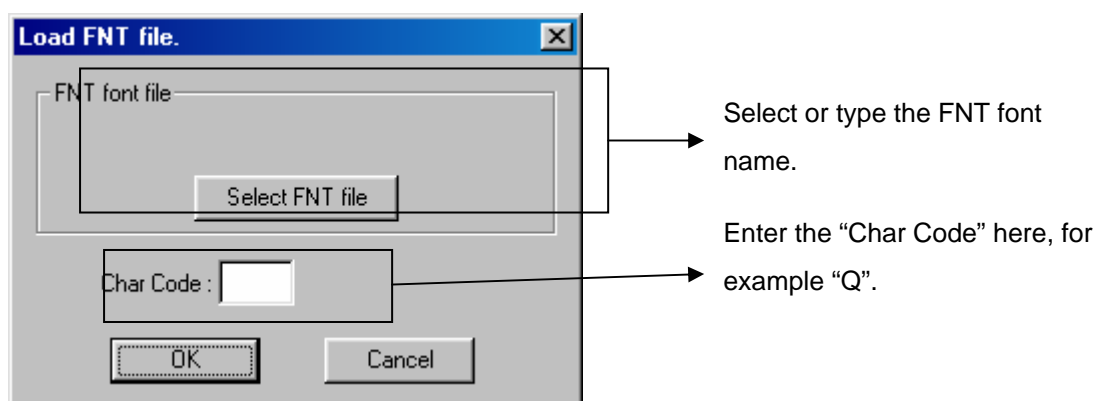 Load FNT file.
FNT font file
Select FNT file
Char Code :
OK
Cancel
Select or type the FNT font
name.
Enter the “Char Code” here, for
example “Q”.